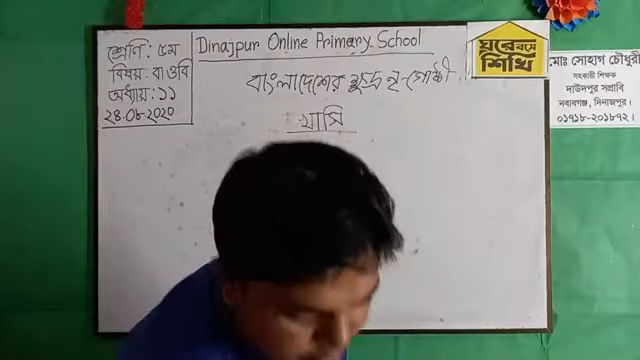 শ্রেণি: ৫ম
বিষয়: বাওবি
অধ্যায়: ১১
২৪.০৮.২০২০
Dinajpur Online Primary School
বাংলাদেশের ক্ষুদ্র নৃ-গোষ্ঠী
খাসি
ঘরে বসে
শিখি
মোঃ সোহাগ চৌধুরী
সহকারী শিক্ষক
দাউদপুর সপ্রাবি
নবাবগঞ্জ, দিনাজপুর।
০১৭১৮-২০১৮৭২।